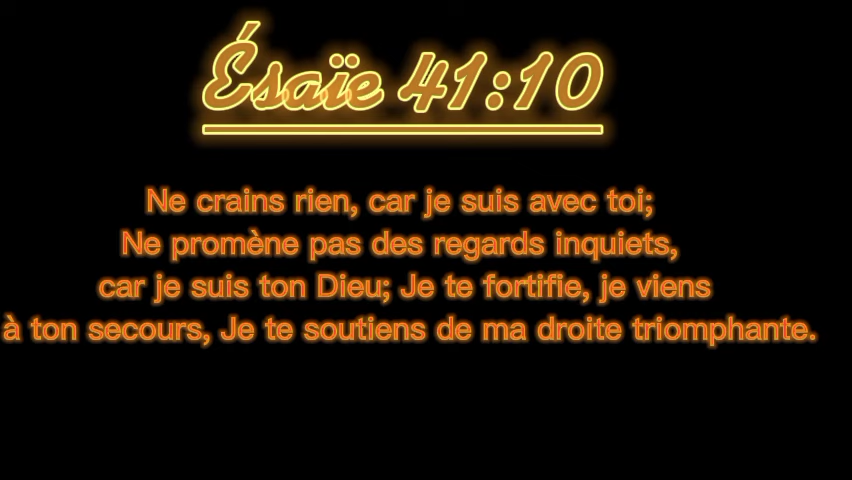 Ésaïe 41:10
Ne crains rien, car je suis avec toi;
Ne promène pas des regards inquiets,
car je suis ton Dieu; Je te fortifie, je viens
à ton secours, Je te soutiens de ma droite triomphante.